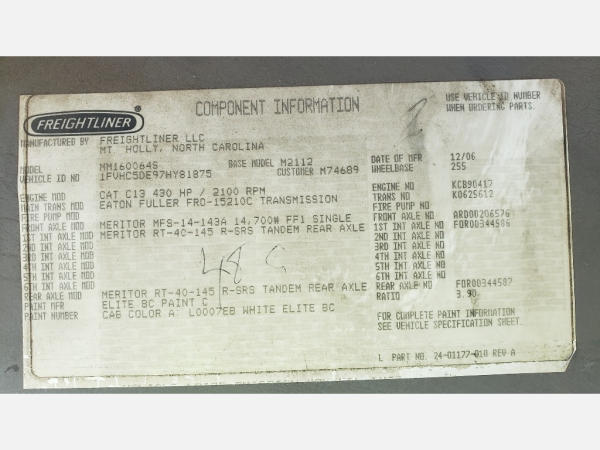 COMPONENT INFORMATION
USE VEHICLE ID NUMBER
WHEN ORDERING PARTS.
FREIGHTLINER ®
MANUFACTURED BY FREIGHTLINER LLC
MT. HOLLY, NORTH CAROLINA
MODEL MM160064S BASE MODEL M2112 DATE OF MFR 12/06
VEHICLE ID NO 1FVHC5DE97HY81875 CUSTOMER M74689 WHEELBASE 255
ENGINE MOD CAT C13 430 HP / 2100 RPM ENGINE NO KCB90417
MAIN TRANS MOD EATON FULLER FRO-15210C TRANSMISSION TRANS NO K0625612
FIRE PUMP MOD FIRE PUMP NO
FRONT AXLE MOD MERITOR MFS-14-143A 14,700# FF1 SINGLE FRONT AXLE NO ARD00206576
1ST INT AXLE MOD MERITOR RT-40-145 R-SRS TANDEM REAR AXLE 1ST INT AXLE NO FOR00344586
2ND INT AXLE MOD 2ND INT AXLE NO
3RD INT AXLE MOD 3RD INT AXLE NO
4TH INT AXLE MOD 4TH INT AXLE NO
5TH INT AXLE MOD 5TH INT AXLE NO
6TH INT AXLE MOD 6TH INT AXLE NO
REAR AXLE MOD MERITOR RT-40-145 R-SRS TANDEM REAR AXLE REAR AXLE NO FOR00344587
PAINT MFR ELITE BC PAINT C RATIO 3.90
PAINT NUMBER CAB COLOR A: L0007EB WHITE ELITE BC
FOR COMPLETE PAINT INFORMATION
SEE VEHICLE SPECIFICATION SHEET.
L PART NO. 24-01177-010 REV A